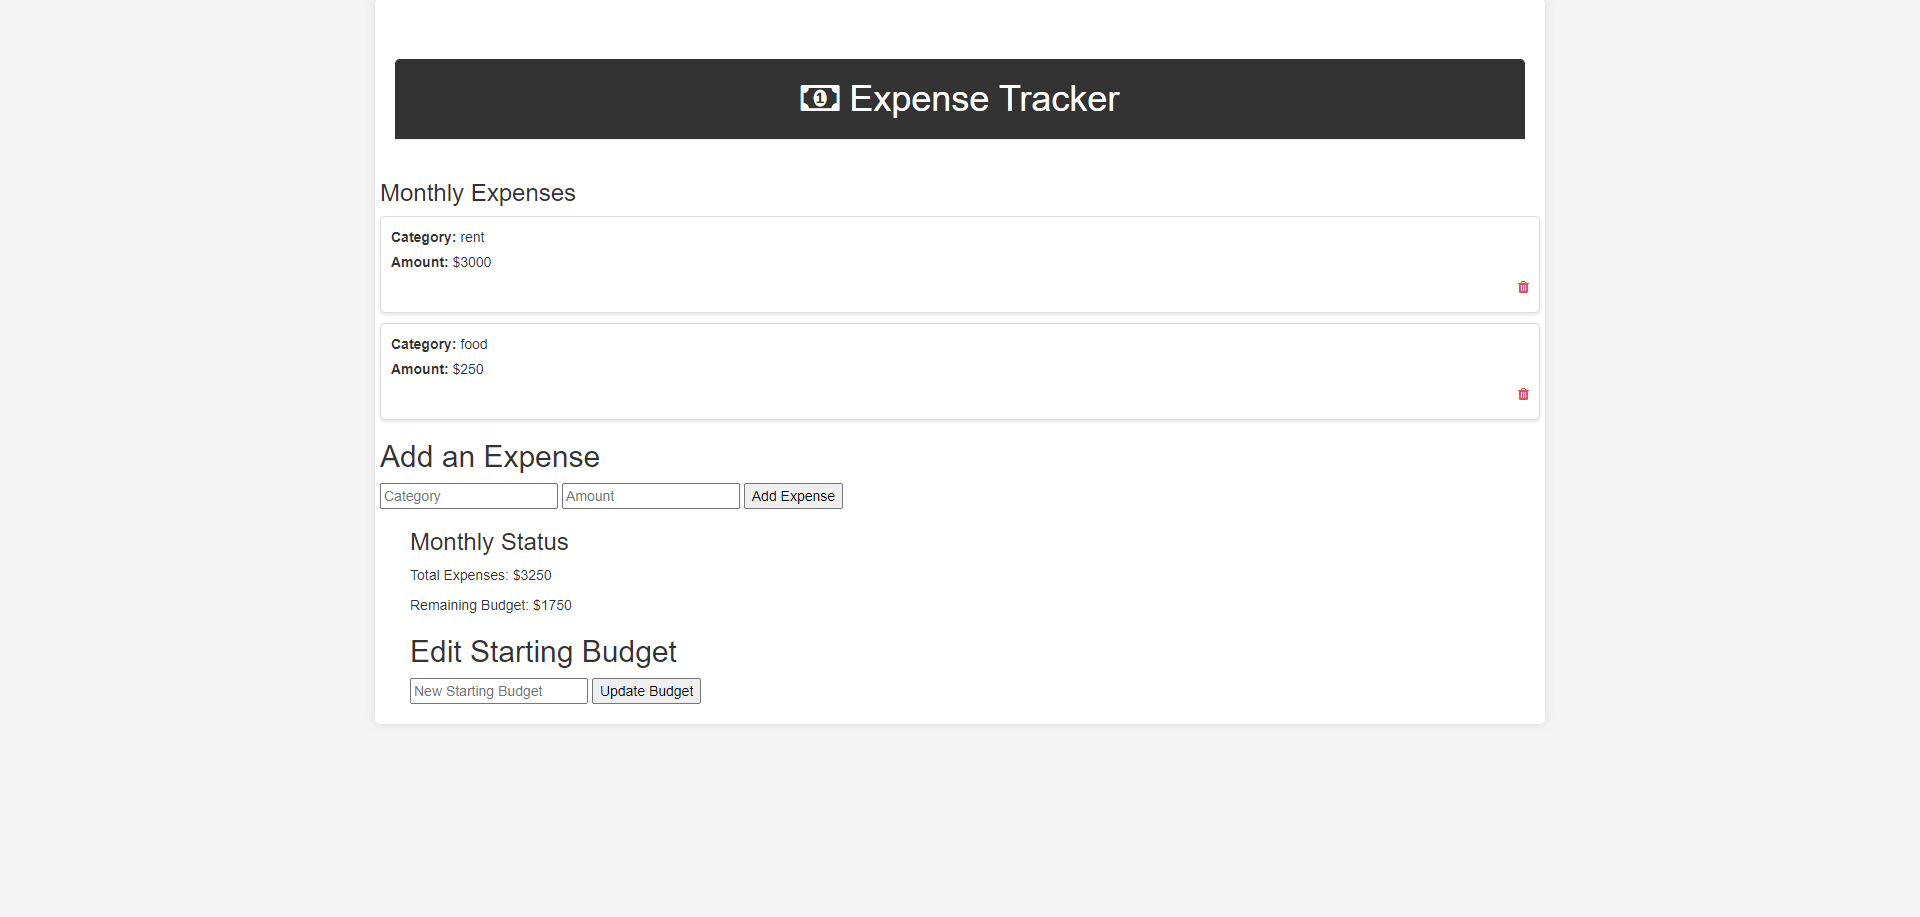 Expense Tracker
Monthly Expenses
Category: rent
Amount: $3000
Category: food
Amount: $250
Add an Expense
Category Amount Add Expense
Monthly Status
Total Expenses: $3250
Remaining Budget: $1750
Edit Starting Budget
New Starting Budget Update Budget